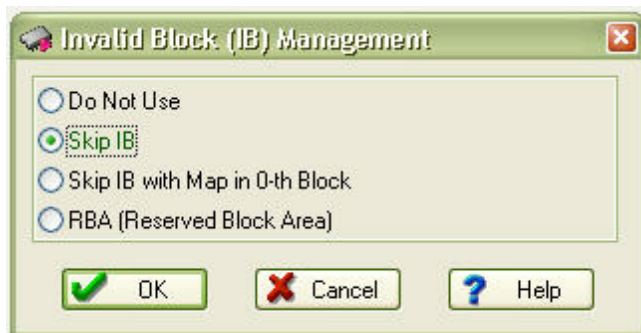 Invalid Block (IB) Management
Do Not Use
Skip IB
Skip IB with Map in 0-th Block
RBA (Reserved Block Area)
OK Cancel Help